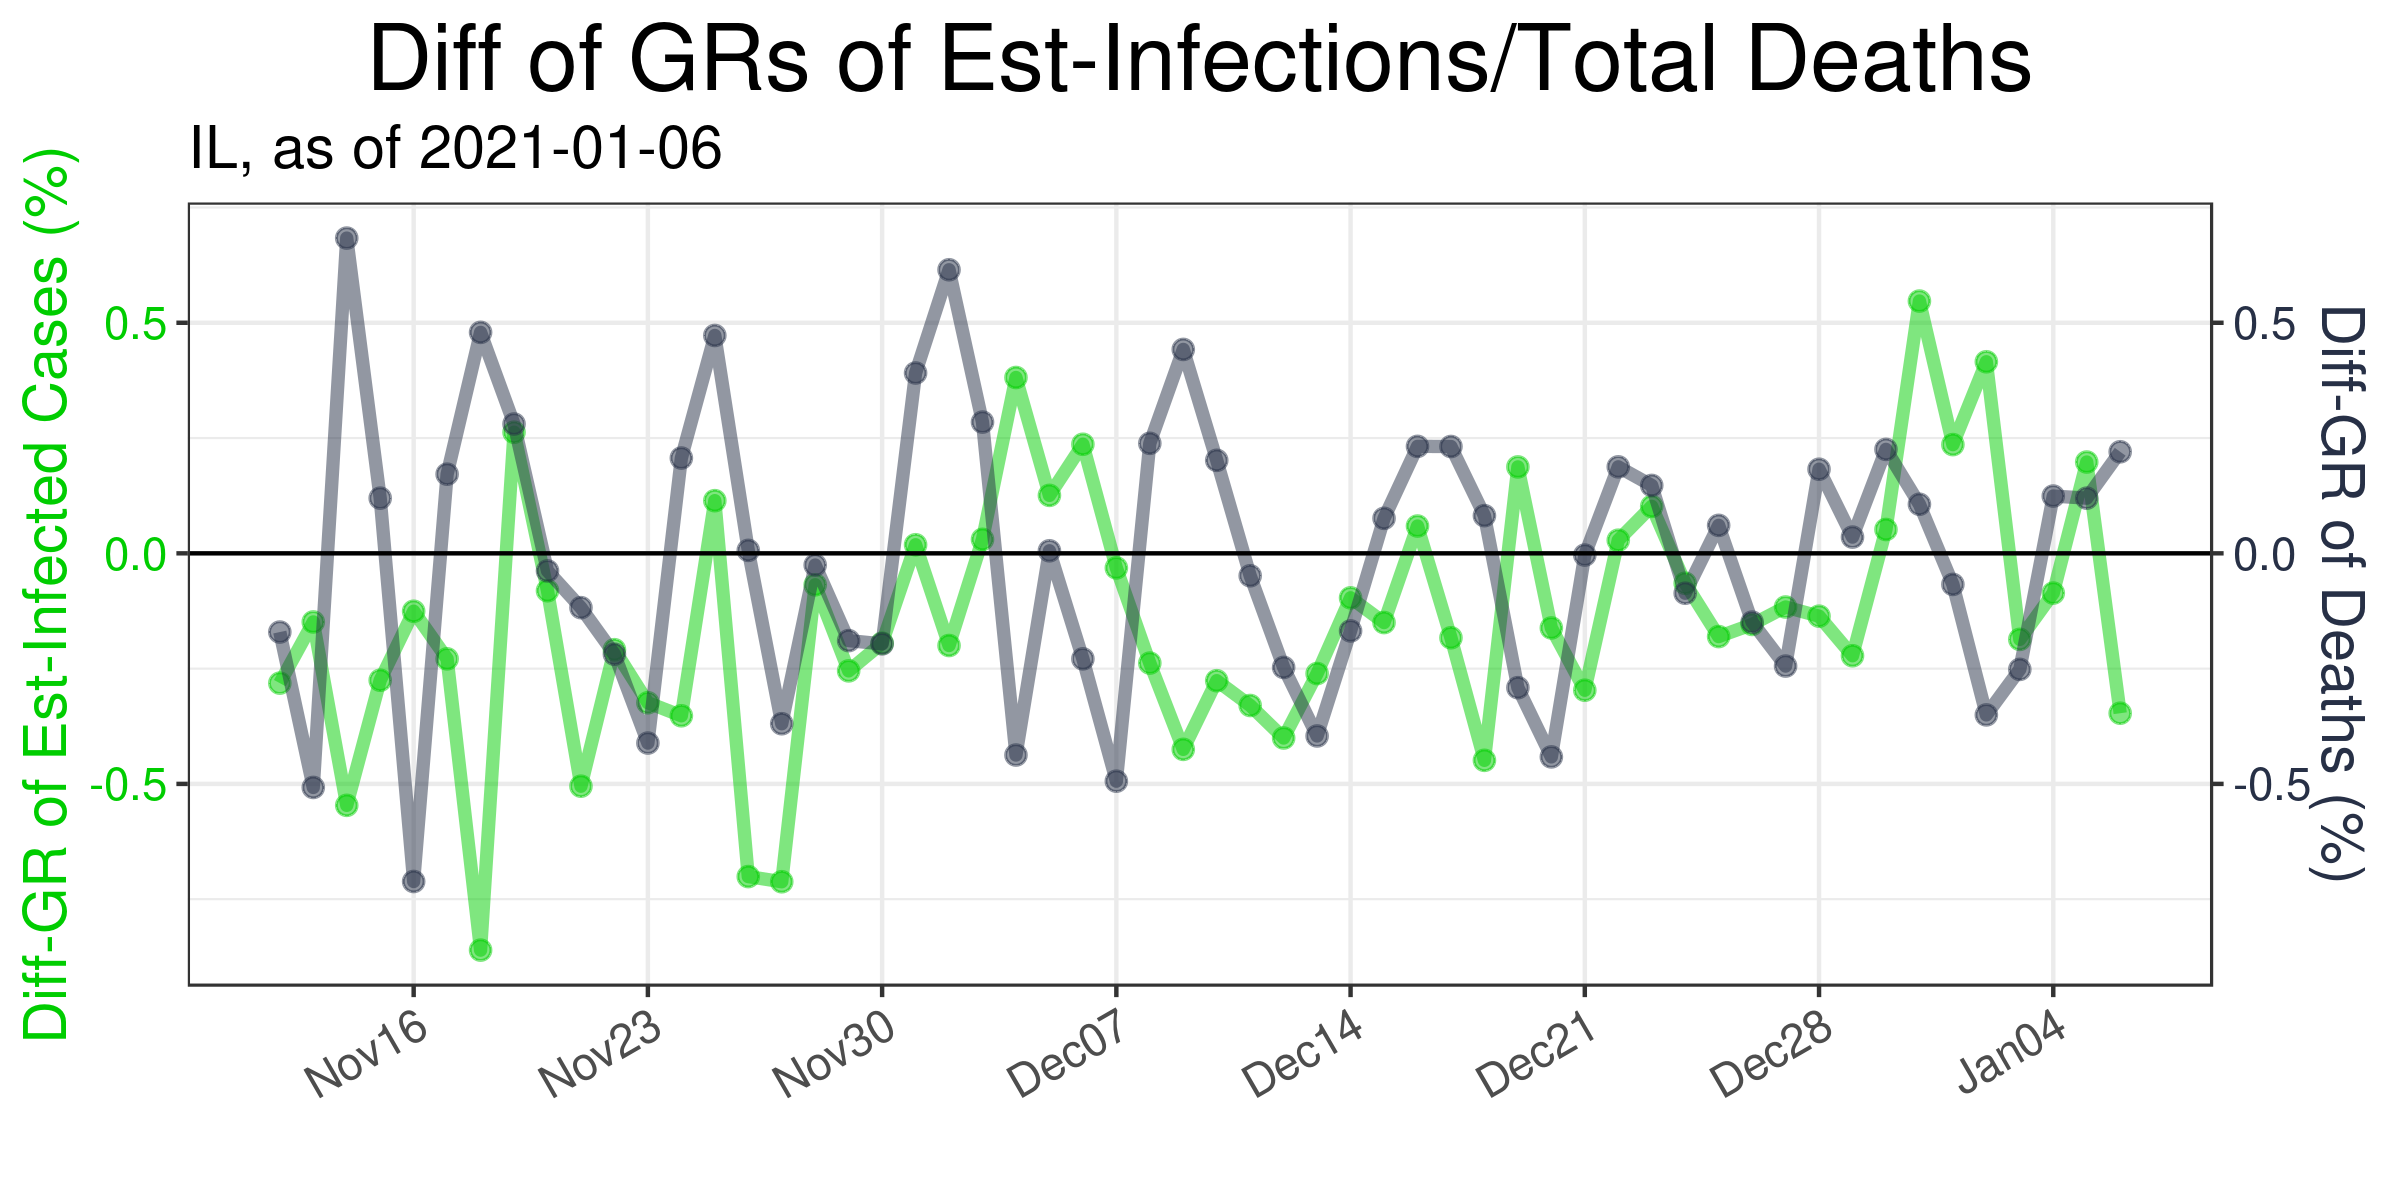 Diff of GRs of Est-Infections/Total Deaths
IL, as of 2021-01-06
Diff-GR of Est-Infected Cases (%)
0.5
0.0
-0.5
0.5
0.0
-0.5
Diff-GR of Deaths (%)
Nov16
Nov23
Nov30
Dec07
Dec14
Dec21
Dec28
Jan04